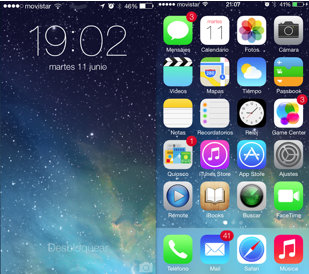 movistar
46%
19:02
martes 11 junio
Desbloquear
movistar
21:07
41%
3
martes
11
Mensajes
Calendario
Fotos
Cámara
Vídeos
Mapas
Tiempo
Passbook
3
Notas
Recordatorios
Reloj
Game Center
1
Quiosco
iTunes Store
App Store
Ajustes
Remote
iBooks
Buscar
FaceTime
41
Teléfono
Mail
Safari
Música